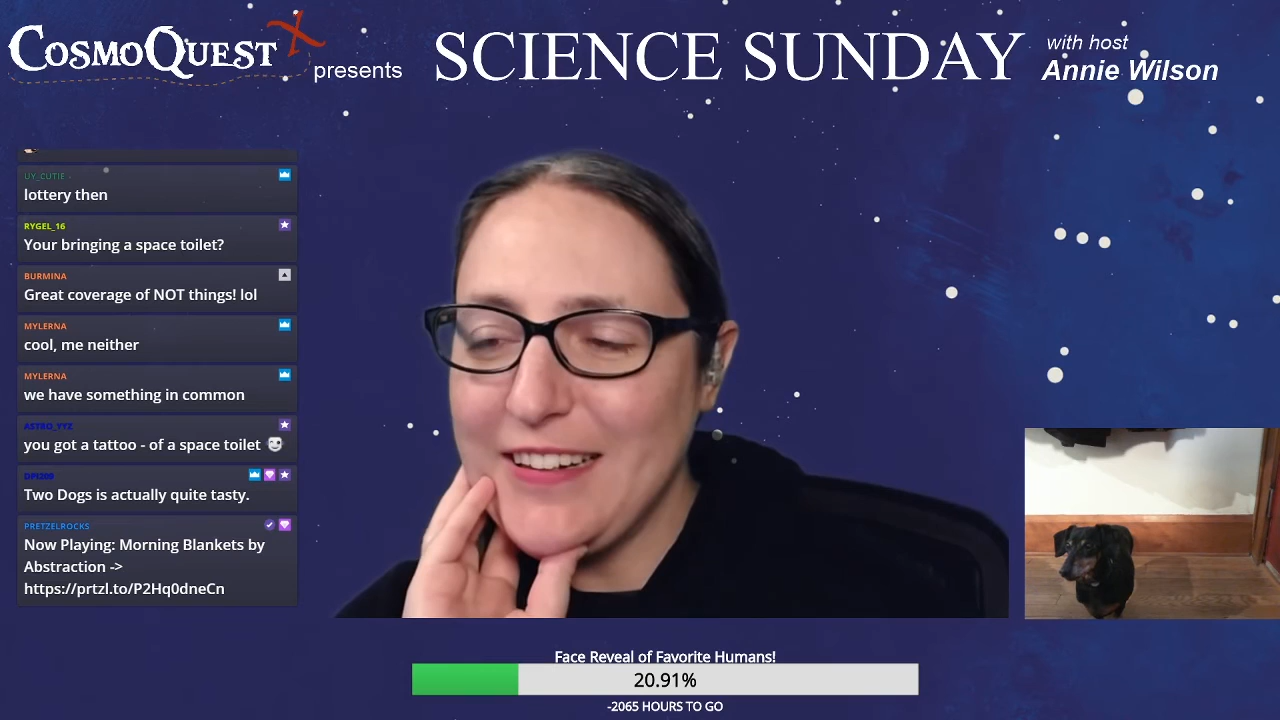 CosmoQuest X
presents
SCIENCE SUNDAY
with host
Annie Wilson
UY_CUTIE
lottery then
RYGEL_16
Your bringing a space toilet?
BURMINA
Great coverage of NOT things! lol
MYLERNA
cool, me neither
MYLERNA
we have something in common
ASTRO_YYZ
you got a tattoo - of a space toilet
DPI209
Two Dogs is actually quite tasty.
PRETZELROCKS
Now Playing: Morning Blankets by
Abstraction ->
https://prtzl.to/P2Hq0dneCn
Face Reveal of Favorite Humans!
20.91%
-2065 HOURS TO GO